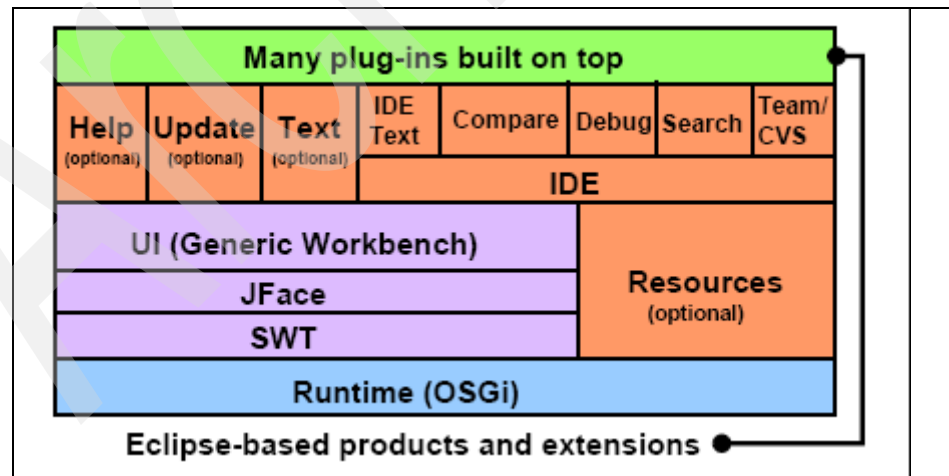 Many plug-ins built on top
Help
(optional)
Update
(optional)
Text
(optional)
IDE
Text
Compare
Debug
Search
Team/
CVS
IDE
UI (Generic Workbench)
JFace
SWT
Resources
(optional)
Runtime (OSGi)
Eclipse-based products and extensions